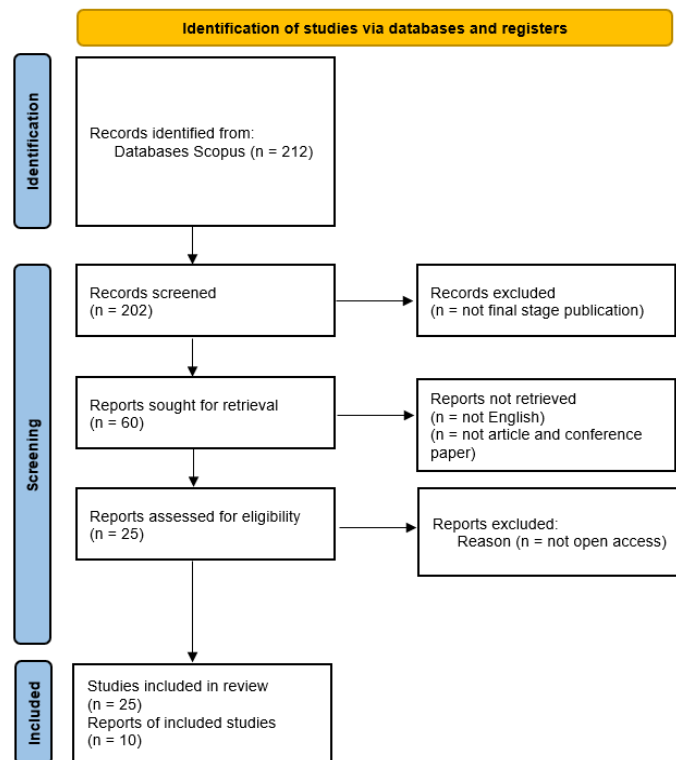 Identification of studies via databases and registers
Identification
Records identified from:
Databases Scopus (n = 212)
Screening
Records screened
(n = 202)
Records excluded
(n = not final stage publication)
Reports sought for retrieval
(n = 60)
Reports not retrieved
(n = not English)
(n = not article and conference
paper)
Reports assessed for eligibility
(n = 25)
Reports excluded:
Reason (n = not open access)
Included
Studies included in review
(n = 25)
Reports of included studies
(n = 10)